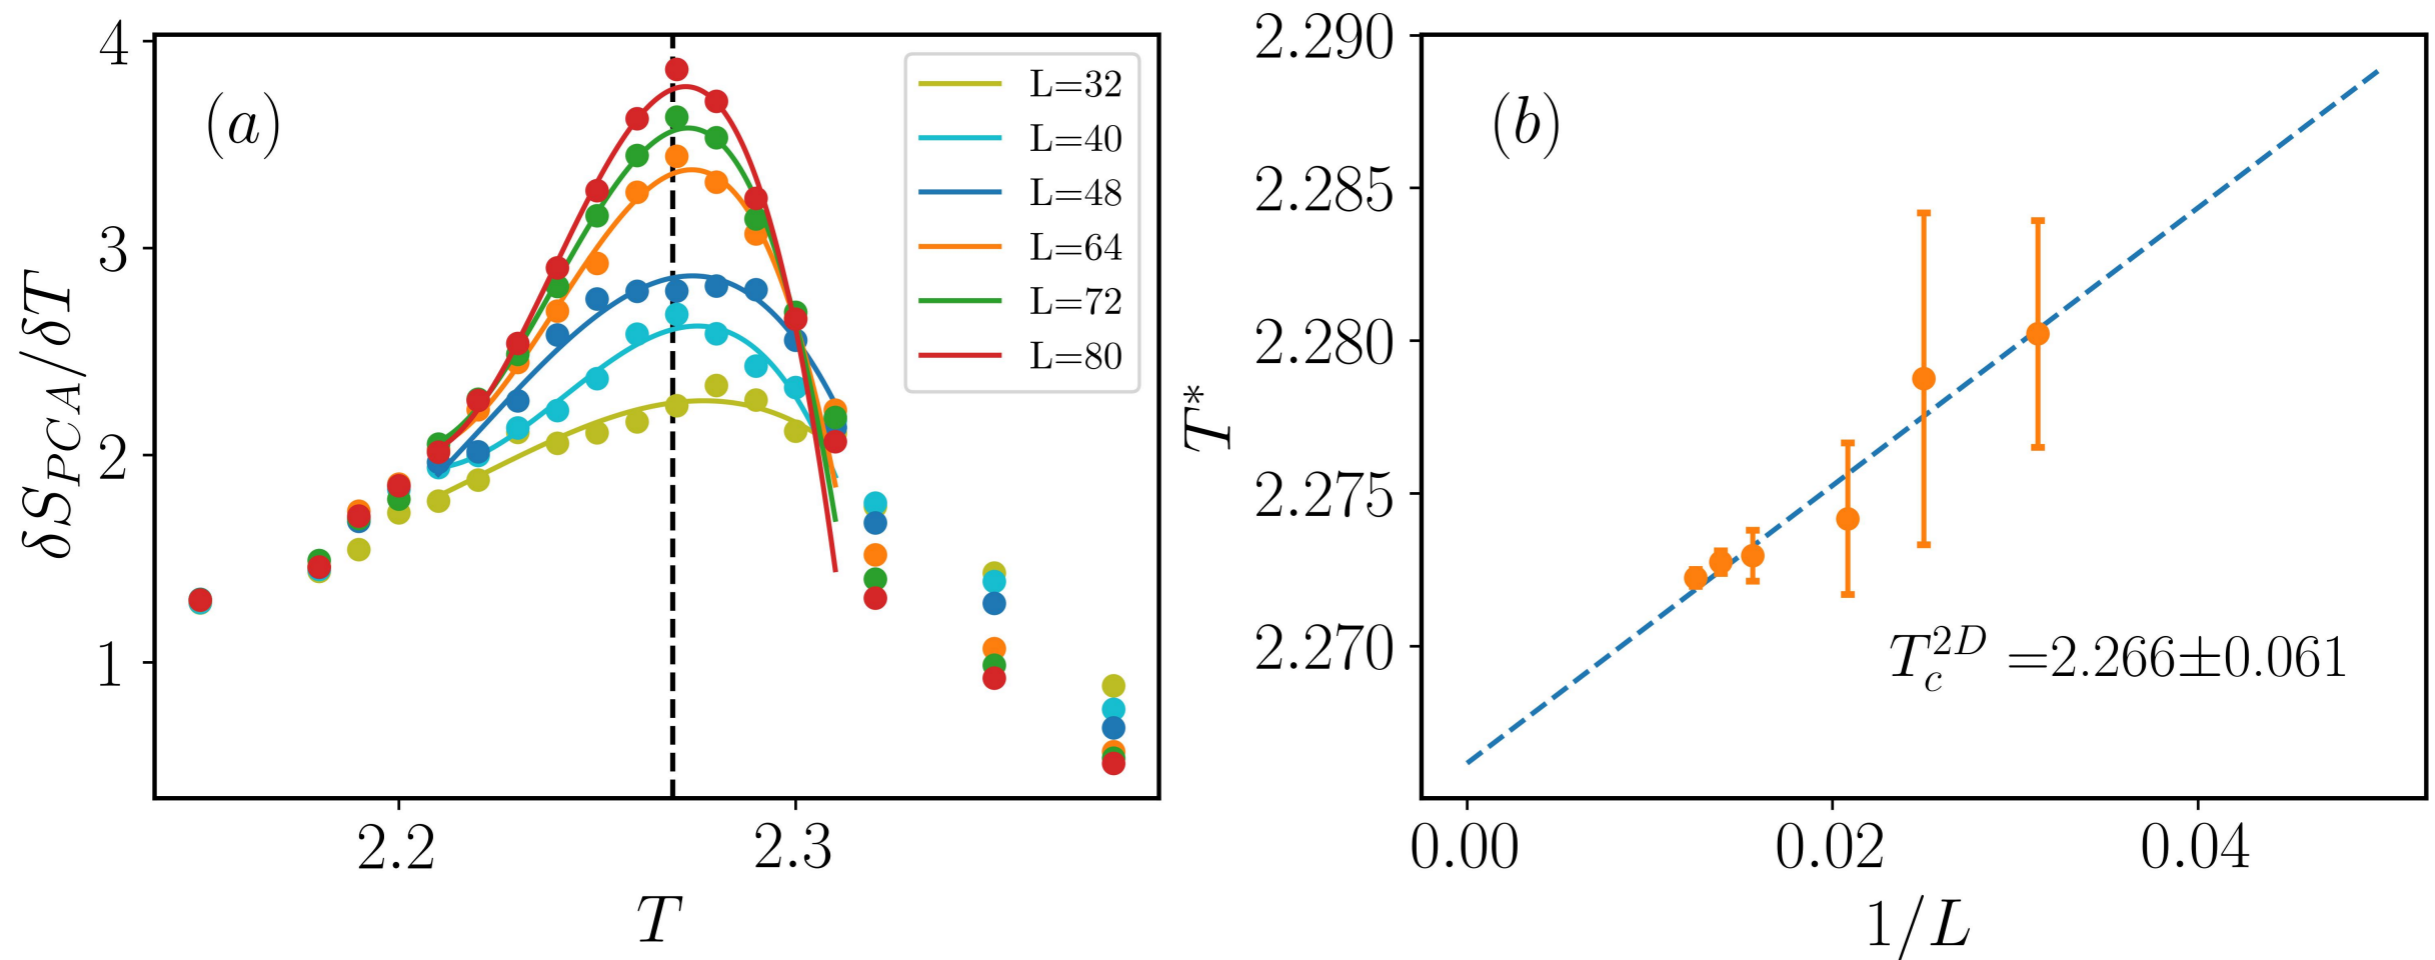 (a)
4
3
2
1
δS_{PCA}/δT
L=32
L=40
L=48
L=64
L=72
L=80
2.2 2.3
T
(b)
2.290
2.285
2.280
2.275
2.270
T*
T_c^{2D} =2.266±0.061
0.00 0.02 0.04
1/L